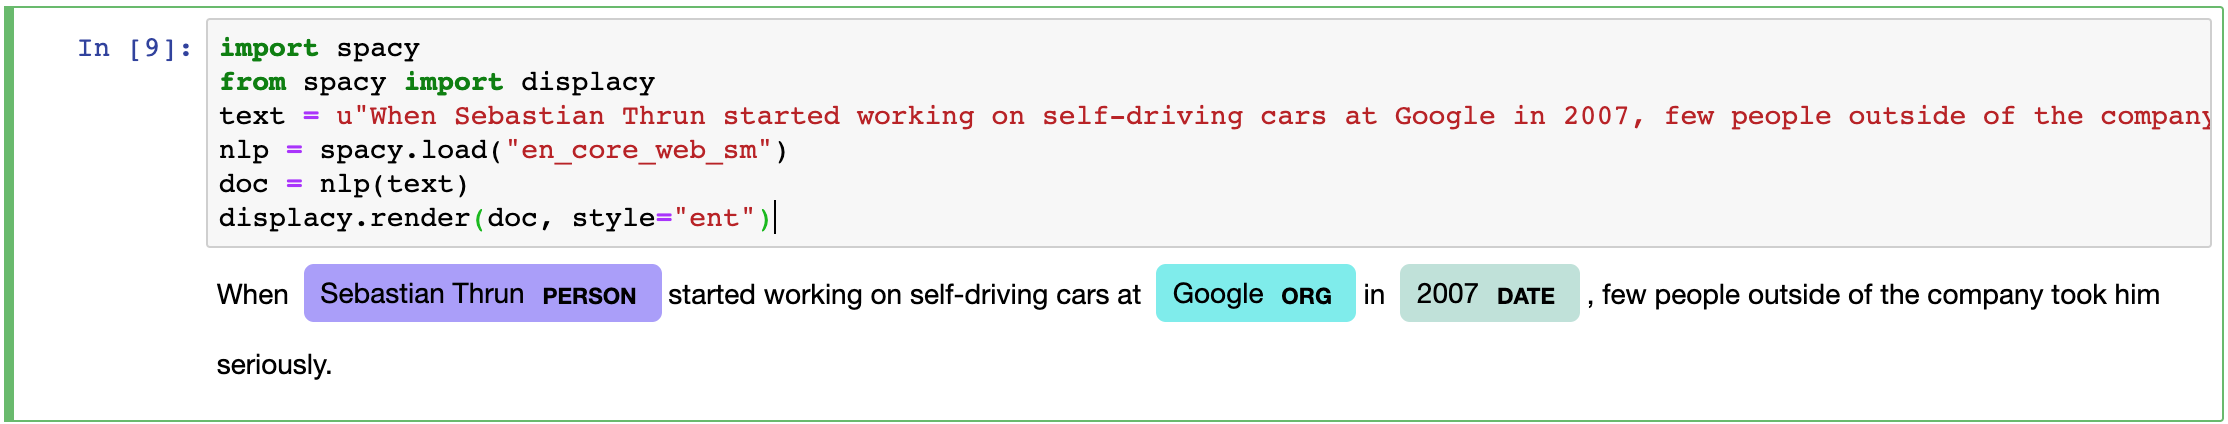 In [9]:
import spacy
from spacy import displacy
text = u"When Sebastian Thrun started working on self-driving cars at Google in 2007, few people outside of the company
nlp = spacy.load("en_core_web_sm")
doc = nlp(text)
displacy.render(doc, style="ent")
When Sebastian Thrun PERSON started working on self-driving cars at Google ORG in 2007 DATE , few people outside of the company took him
seriously.